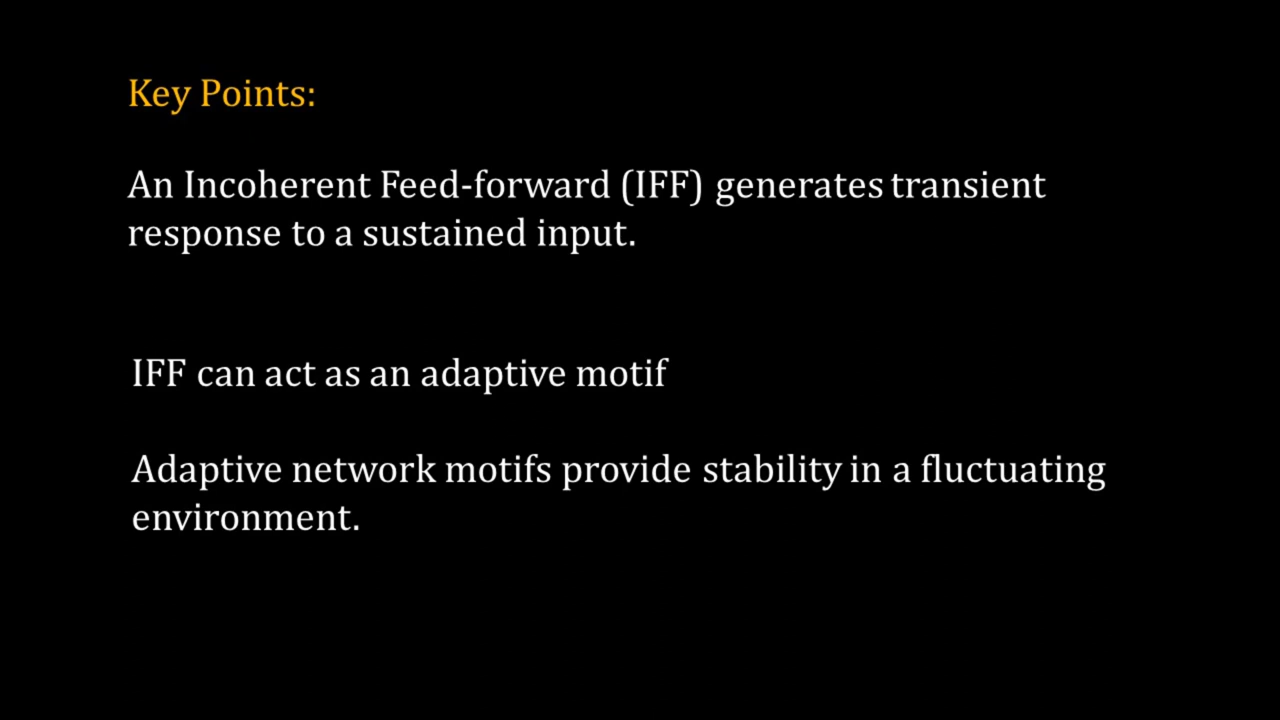 Key Points:
An Incoherent Feed-forward (IFF) generates transient
response to a sustained input.
IFF can act as an adaptive motif
Adaptive network motifs provide stability in a fluctuating
environment.